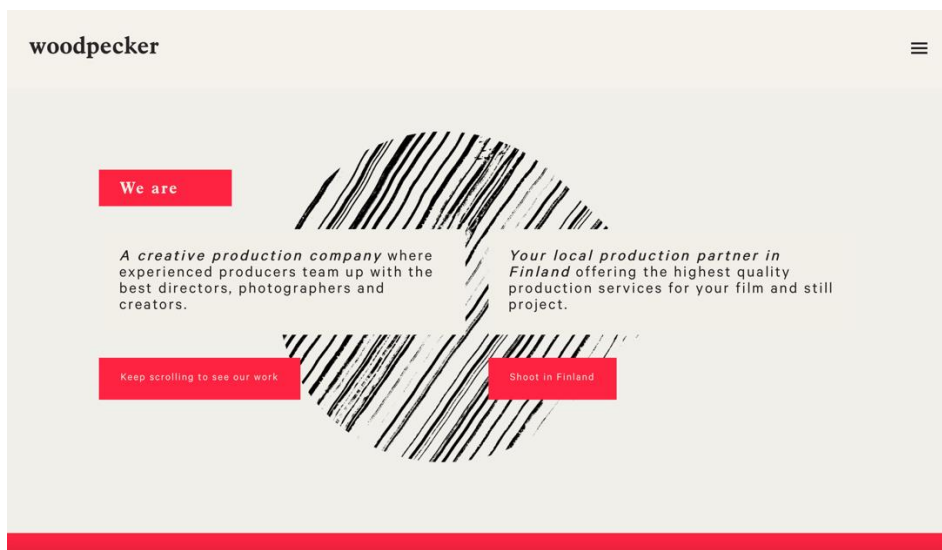 woodpecker
We are
A creative production company where
experienced producers team up with the
best directors, photographers and
creators.
Your local production partner in
Finland offering the highest quality
production services for your film and still
project.
Keep scrolling to see our work
Shoot in Finland